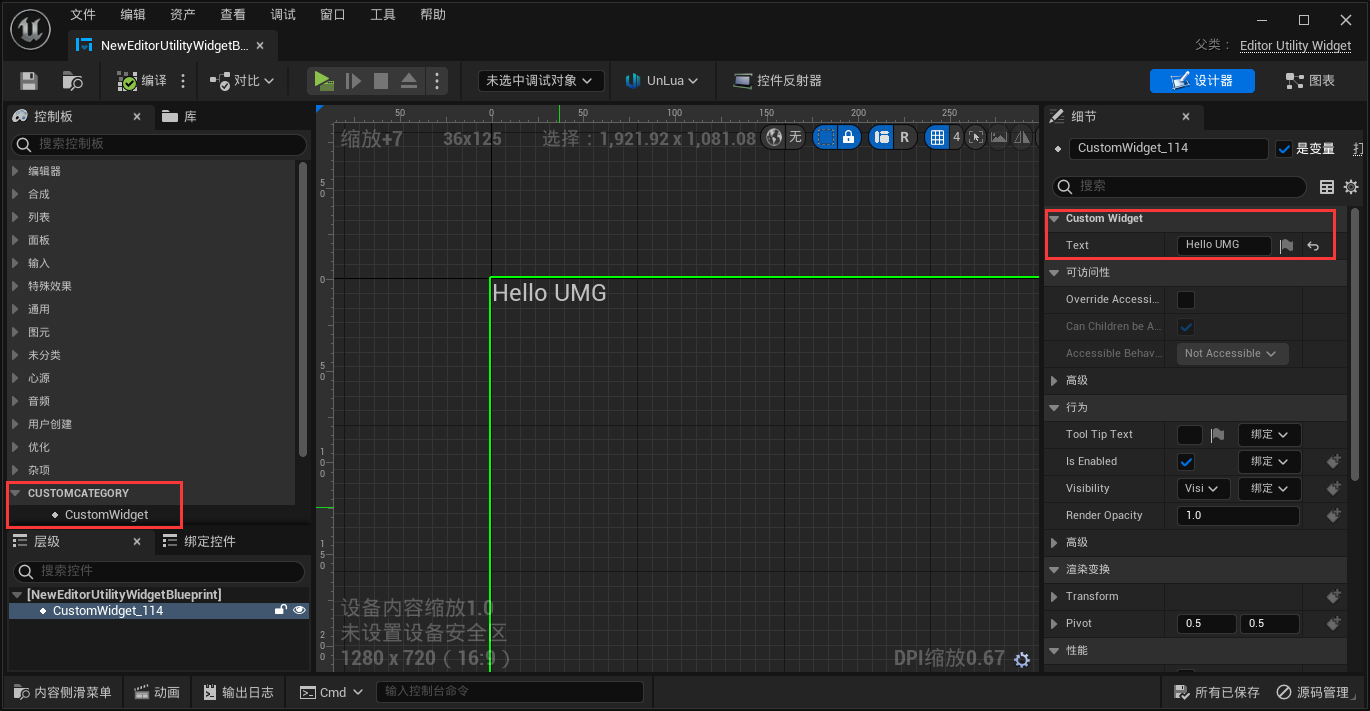 文件 编辑 资产 查看 调试 窗口 工具 帮助
NewEditorUtilityWidgetB...
父类： Editor Utility Widget
编译 对比 未选中调试对象 UnLua 控件反射器 设计器 图表
控制板 库
搜索控制板
编辑器
合成
列表
面板
输入
特殊效果
通用
图元
未分类
心源
音频
用户创建
优化
杂项
CUSTOMCATEGORY
CustomWidget
层级 绑定控件
搜索控件
[NewEditorUtilityWidgetBlueprint]
CustomWidget_114
50 0 50 100 150 200 250
缩放+7 36x125 选择：1,921.92 x 1,081.08 无 R 4
50
0
50
100
150
200
Hello UMG
设备内容缩放1.0
未设置设备安全区
1280 x 720（16:9） DPI缩放0.67
细节
CustomWidget_114 是变量
搜索
Custom Widget
Text Hello UMG
可访问性
Override Accessi...
Can Children be A...
Accessible Behav... Not Accessible
高级
行为
Tool Tip Text 绑定
Is Enabled 绑定
Visibility Visi 绑定
Render Opacity 1.0
高级
渲染变换
Transform
Pivot 0.5 0.5
性能
内容侧滑菜单 动画 输出日志 Cmd 输入控制台命令 所有已保存 源码管理